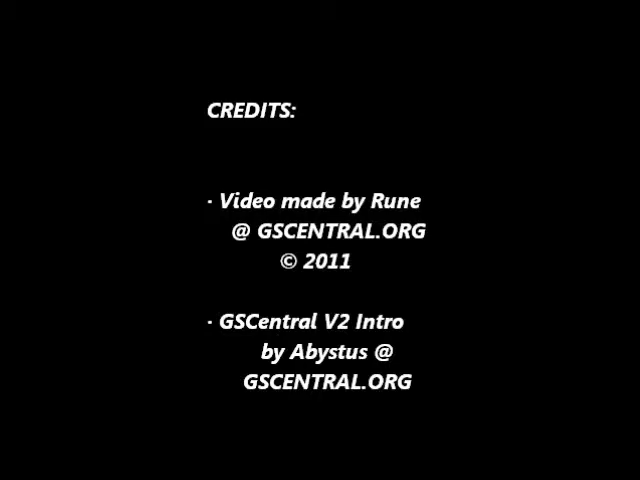 CREDITS:
· Video made by Rune
@ GSCENTRAL.ORG
© 2011
· GSCentral V2 Intro
by Abystus @
GSCENTRAL.ORG